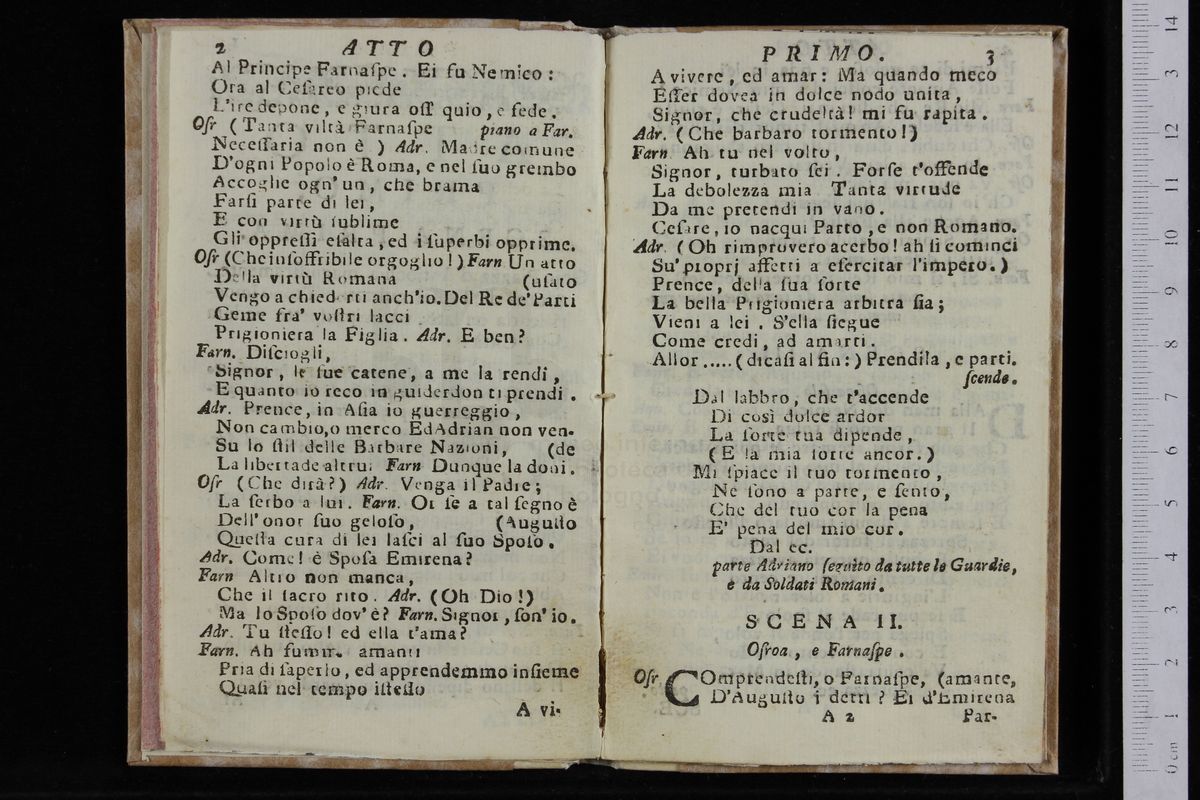 2 ATTO
Al Principe Farnaſpe. Ei fu Nemico:
Ora al Ceſareo piede
L'ire depone, e giura oſſ quio, e fede.
Oſr (Tanta viltà Farnaſpe piano a Far.
Neceſſaria non è ) Adr. Madre comune
D'ogni Popolo è Roma, e nel ſuo grembo
Accoglie ogn' un, che brama
Farſi parte di lei,
E con virtù ſublime
Gli oppreſſi eſalta, ed i ſuperbi opprime.
Oſr (Che inſoffribile orgoglio!) Farn Un atto
Della virtù Romana (uſato
Vengo a chiederti anch'io. Del Re de' Parti
Geme fra' voſtri lacci
Prigioniera la Figlia. Adr. E ben?
Farn. Diſciogli,
Signor, le ſue catene, a me la rendi,
E quanto io reco in guiderdon ti prendi.
Adr. Prence, in Aſia io guerreggio,
Non cambio, o merco Ed Adrian non ven-
Su lo ſtil delle Barbare Nazioni, (de
La libertade altrui Farn Dunque la doni.
Oſr (Che dirà?) Adr. Venga il Padre;
La ſerbo a lui. Farn. Or ſe a tal ſegno è
Dell' onor ſuo geloſo, (Auguſto
Queſta cura di lei laſci al ſuo Spoſo.
Adr. Come! è Spoſa Emirena?
Farn Altro non manca,
Che il ſacro rito. Adr. (Oh Dio!)
Ma lo Spoſo dov' è? Farn. Signor, ſon' io.
Adr. Tu ſteſſo! ed ella t'ama?
Farn. Ah fummo amanti
Pria di ſaperlo, ed apprendemmo inſieme
Quaſi nel tempo iſteſſo
A vi-
PRIMO. 3
A vivere, ed amar: Ma quando meco
Eſſer dovea in dolce nodo unita,
Signor, che crudeltà! mi fu rapita.
Adr. (Che barbaro tormento!)
Farn Ah tu nel volto,
Signor, turbato ſei. Forſe t'offende
La debolezza mia Tanta virtude
Da me pretendi in vano.
Ceſare, io nacqui Parto, e non Romano.
Adr. (Oh rimprovero acerbo! ah ſi cominci
Su' proprj affetti a eſercitar l'impero.)
Prence, della ſua ſorte
La bella Prigioniera arbitra ſia;
Vieni a lei. S'ella ſiegue
Come credi, ad amarti.
Allor ..... (dicaſi al fin:) Prendila, e parti.
ſcende.
Dal labbro, che t'accende
Di così dolce ardor
La ſorte tua dipende,
(E la mia ſorte ancor.)
Mi ſpiace il tuo tormento,
Ne ſono a parte, e ſento,
Che del tuo cor la pena
E' pena del mio cor.
Dal ec.
parte Adriano ſeguìto da tutte le Guardie,
e da Soldati Romani.
SCENA II.
Oſroa, e Farnaſpe.
Oſr COmprendeſti, o Farnaſpe, (amante,
D'Auguſto i detti? Ei d'Emirena
A 2 Par-